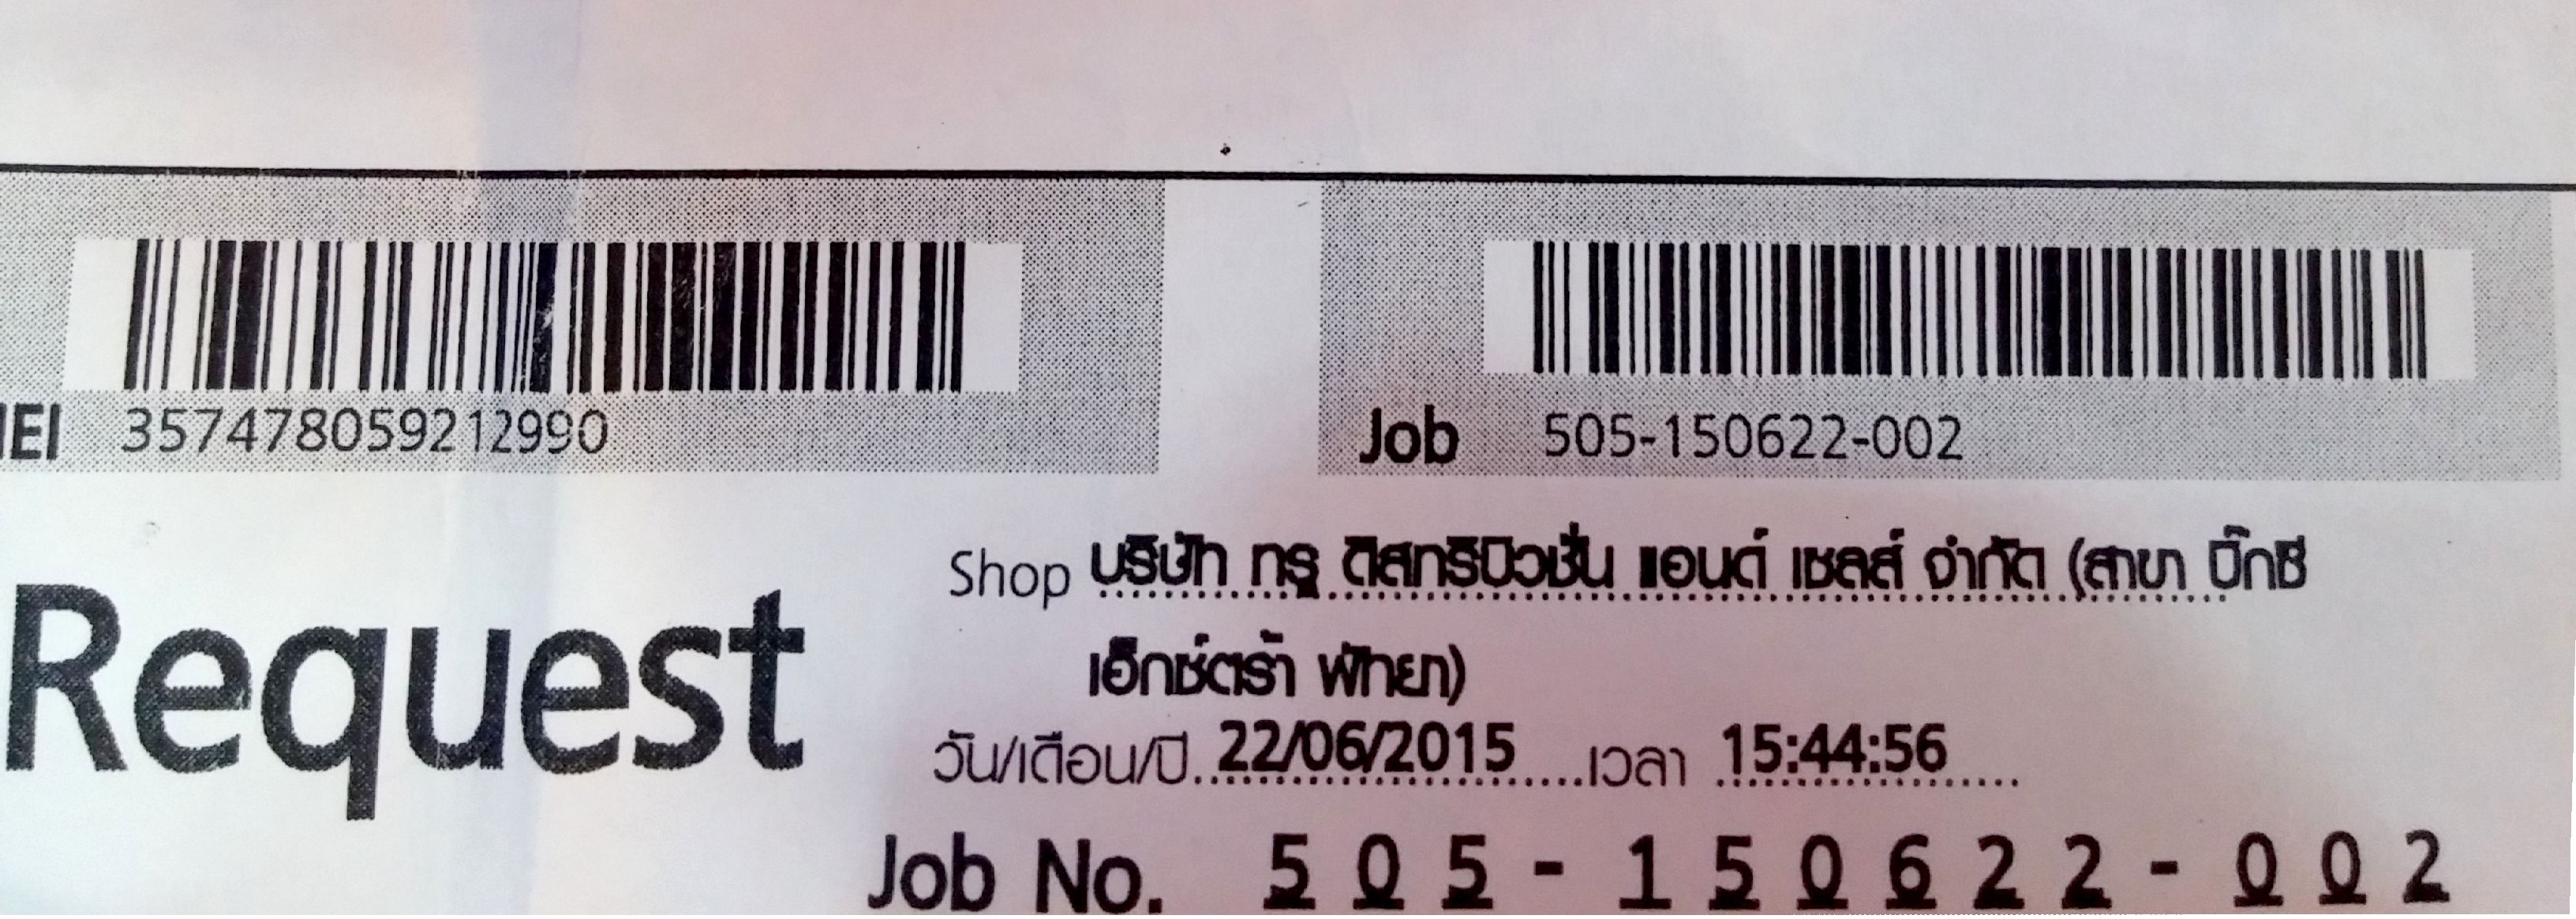 IEI 357478059212990
Job 505-150622-002
Request
Shop บริษัท ทรู ดิสทริบิวชั่น แอนด์ เซลส์ จำกัด (สาขา บิ๊กซี
เอ็กซ์ตร้า พัทยา)
วัน/เดือน/ปี 22/06/2015 เวลา 15:44:56
Job No. 505-150622-002